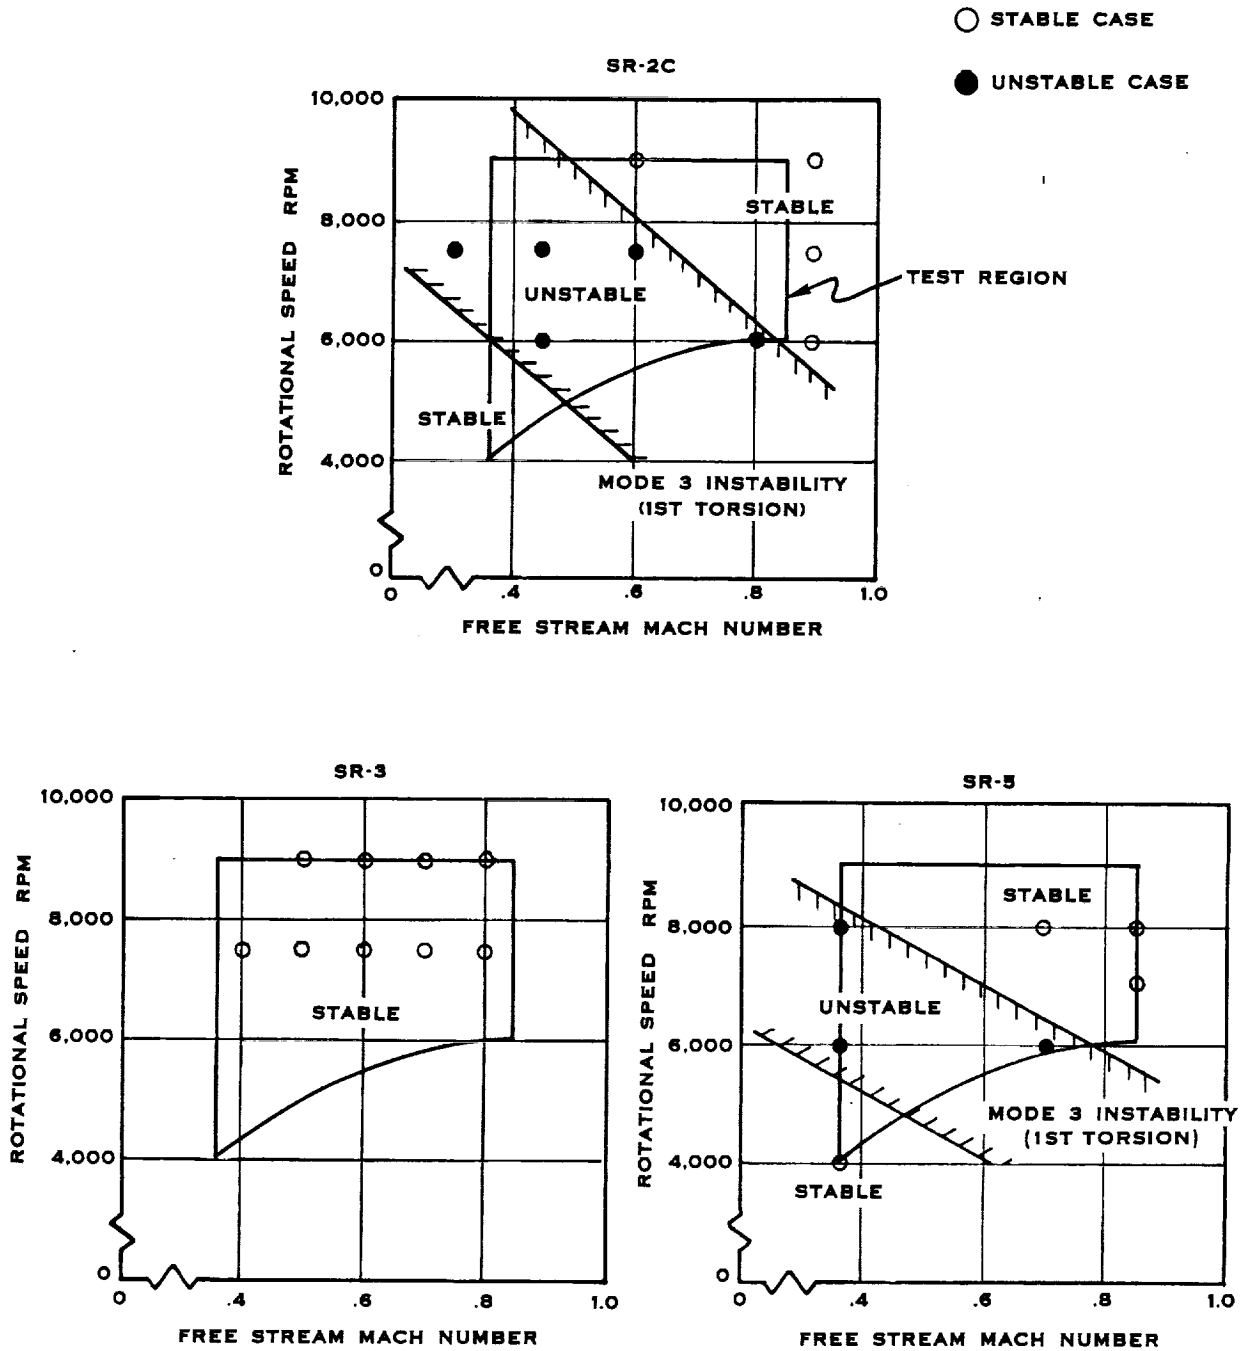 STABLE CASE
UNSTABLE CASE
SR-2C
10,000
8,000
6,000
4,000
0
ROTATIONAL SPEED RPM
STABLE
UNSTABLE
TEST REGION
STABLE
MODE 3 INSTABILITY
(1ST TORSION)
0 .4 .6 .8 1.0
FREE STREAM MACH NUMBER
SR-3
10,000
8,000
6,000
4,000
0
ROTATIONAL SPEED RPM
STABLE
0 .4 .6 .8 1.0
FREE STREAM MACH NUMBER
SR-5
10,000
8,000
6,000
4,000
0
ROTATIONAL SPEED RPM
STABLE
UNSTABLE
MODE 3 INSTABILITY
(1ST TORSION)
STABLE
0 .4 .6 .8 1.0
FREE STREAM MACH NUMBER